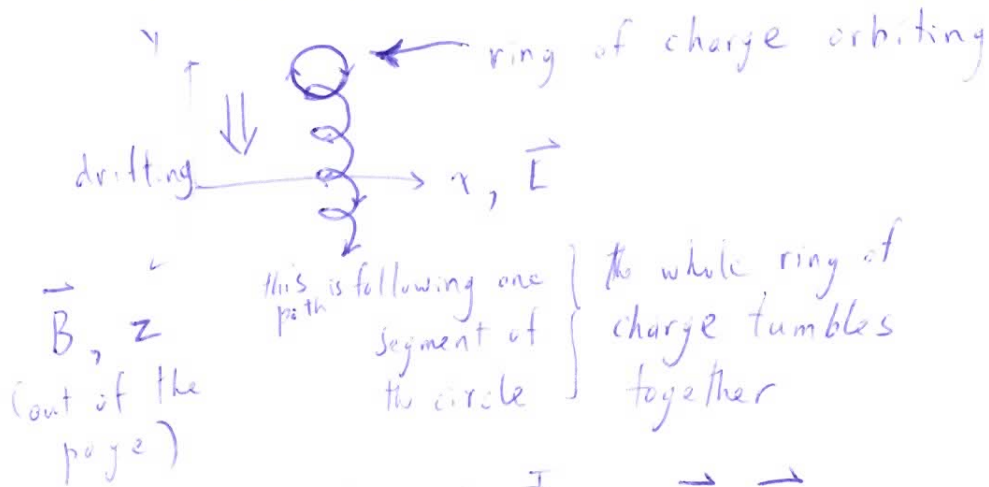 y
ring of charge orbiting
drifting
x, L
B, z
(out of the
page)
this is following one
path
segment of
the circle
the whole ring of
charge tumbles
together